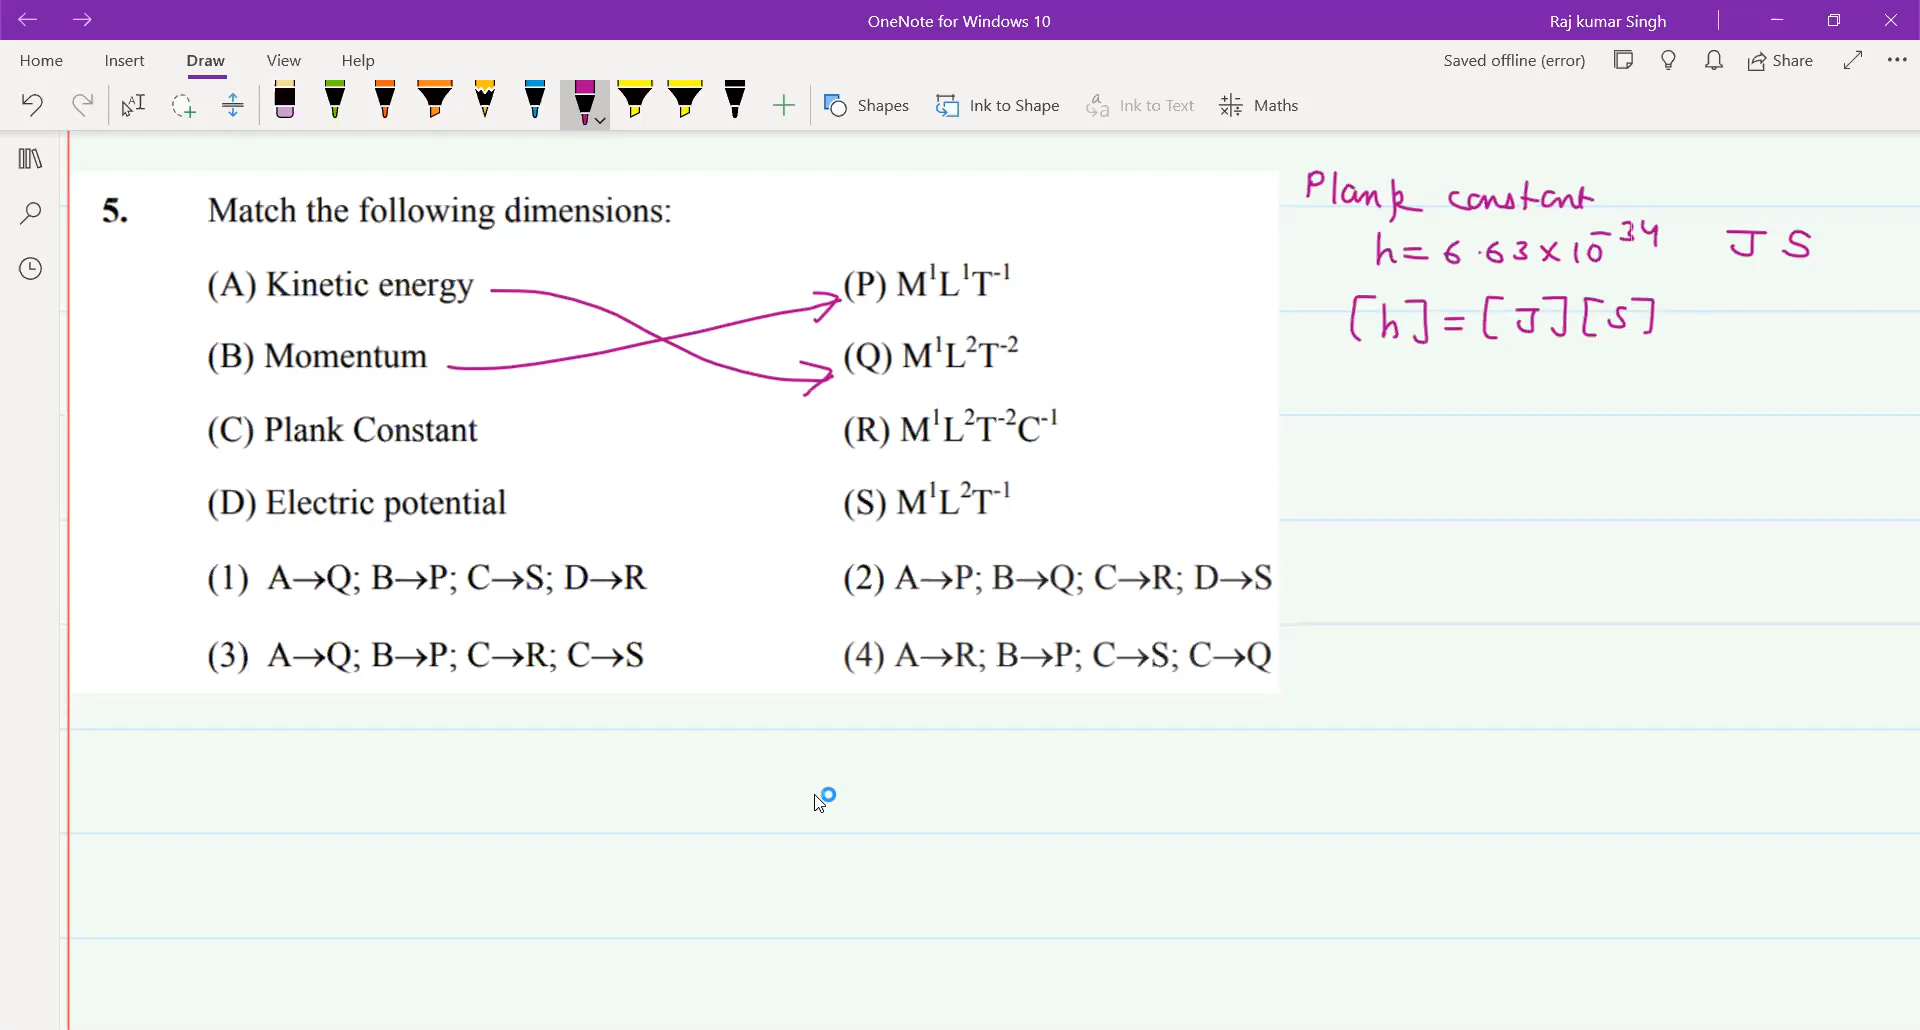 OneNote for Windows 10
Raj kumar Singh
Home Insert Draw View Help
Saved offline (error) Share
Shapes Ink to Shape Ink to Text Maths
5. Match the following dimensions:
(A) Kinetic energy (P) M¹L¹T⁻¹
(B) Momentum (Q) M¹L²T⁻²
(C) Plank Constant (R) M¹L²T⁻²C⁻¹
(D) Electric potential (S) M¹L²T⁻¹
(1) A→Q; B→P; C→S; D→R (2) A→P; B→Q; C→R; D→S
(3) A→Q; B→P; C→R; C→S (4) A→R; B→P; C→S; C→Q
Plank constant
h = 6.63 × 10⁻³⁴ J S
[h] = [J][S]